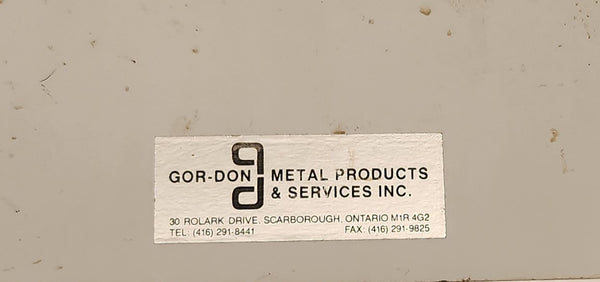 GOR-DON METAL PRODUCTS
& SERVICES INC.
30 ROLARK DRIVE, SCARBOROUGH, ONTARIO M1R 4G2
TEL: (416) 291-8441 FAX: (416) 291-9825